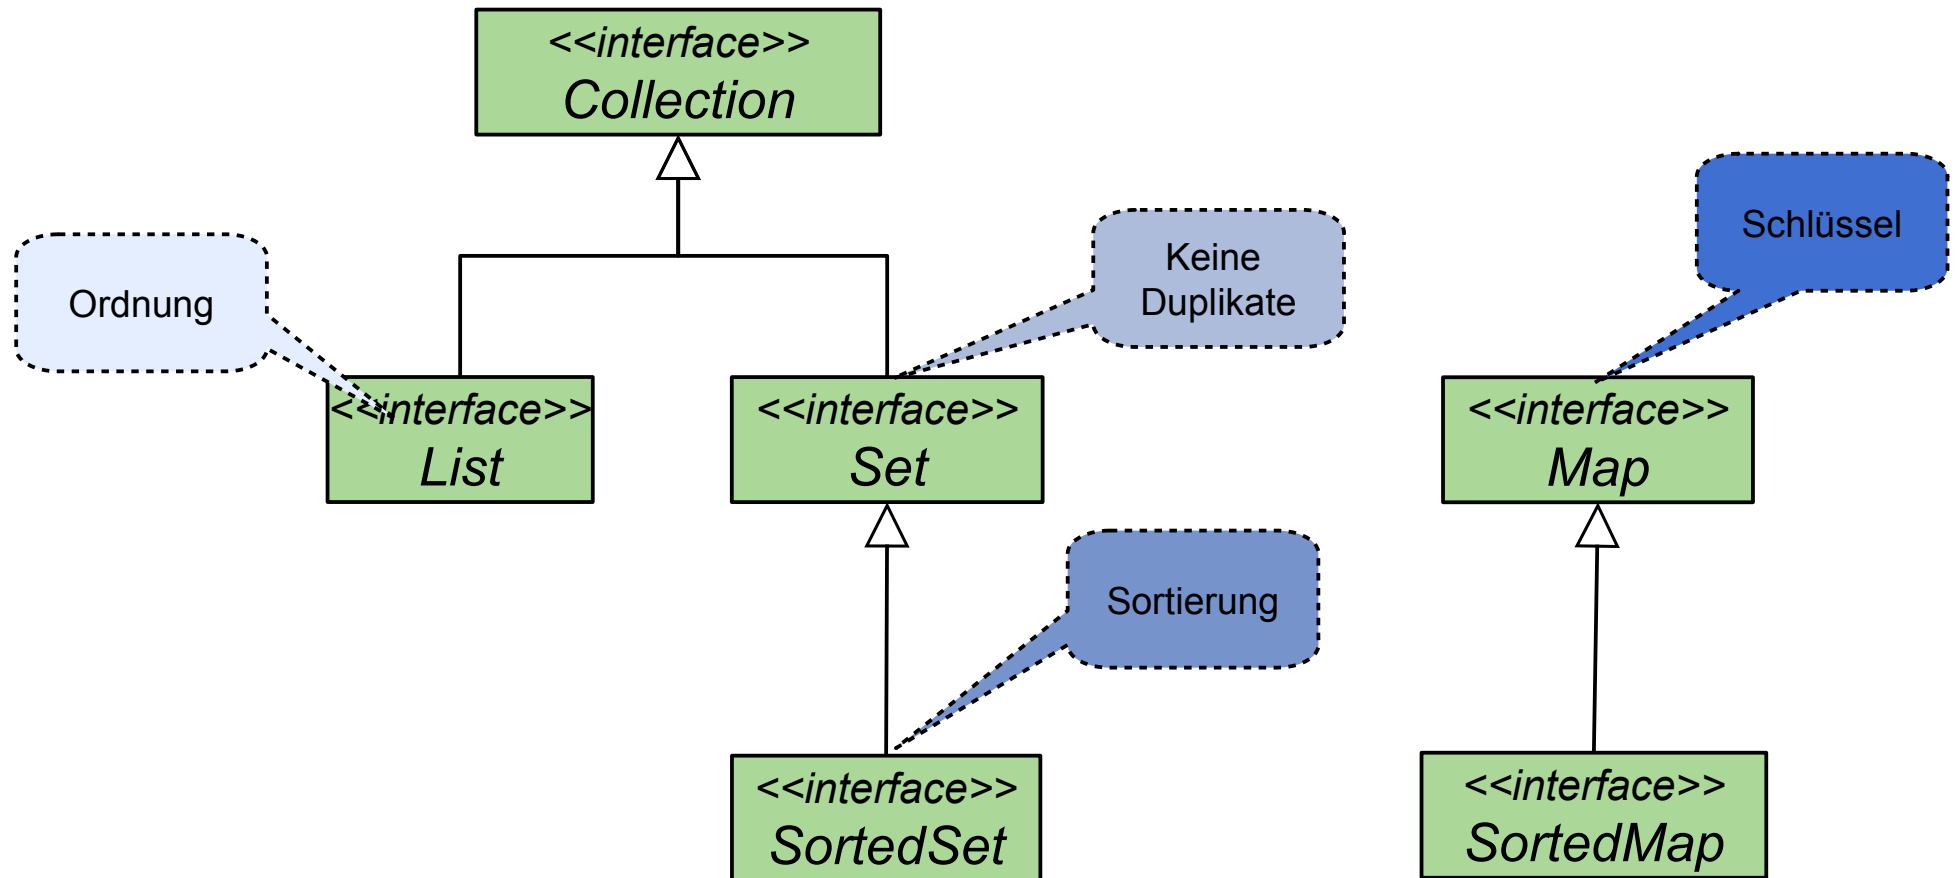 <<interface>>
Collection
Schlüssel
Keine
Duplikate
Ordnung
<<interface>>
List
<<interface>>
Set
<<interface>>
Map
Sortierung
<<interface>>
SortedSet
<<interface>>
SortedMap